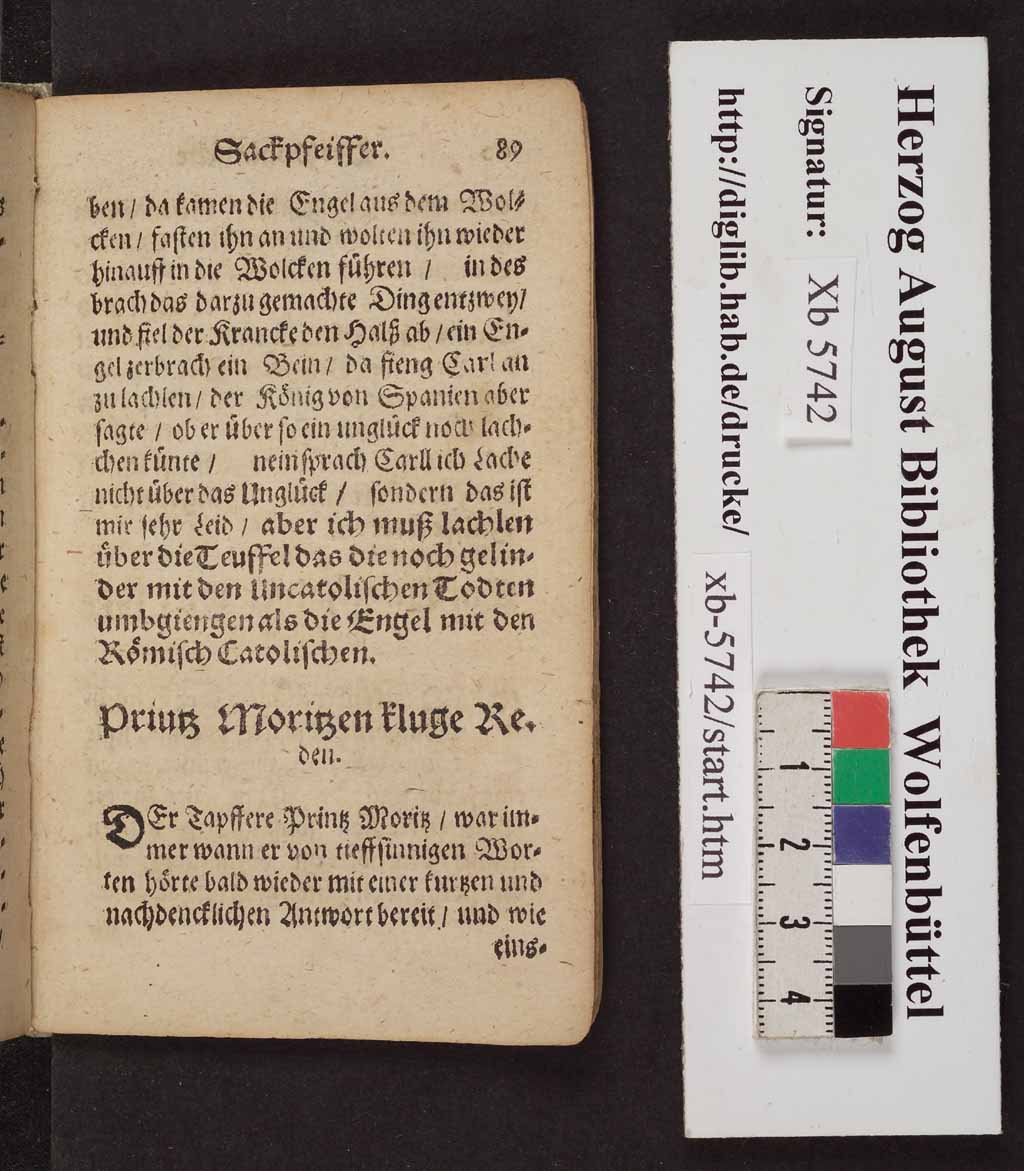 Sackpfeiffer. 89
ben / da kamen die Engel aus dem Wol⸗
cken / fasten ihn an und wolten ihn wieder
hinauff in die Wolcken führen / in des
brach das darzu gemachte Ding entzwey/
und fiel der Krancke den Halß ab / ein En⸗
gel zerbrach ein Bein / da fieng Carl an
zu lachlen / der König von Spanien aber
sagte / ob er über so ein unglück noch lach⸗
chen künte / nein sprach Carll ich Lache
nicht über das Unglück / sondern das ist
mir sehr Leid / aber ich muß lachlen
über die Teuffel das die noch gelin⸗
der mit den Uncatolischen Todten
umbgiengen als die Engel mit den
Römisch Catolischen.
Printz Moritzen kluge Re.
den.
DEr Tapffere Printz Moritz / war im⸗
mer wann er von tieffsinnigen Wor⸗
ten hörte bald wieder mit einer kurtzen und
nachdencklichen Antwort bereit / und wie
eins⸗
Herzog August Bibliothek Wolfenbüttel
Signatur: Xb 5742
http://diglib.hab.de/drucke/ xb-5742/start.htm
1 2 3 4